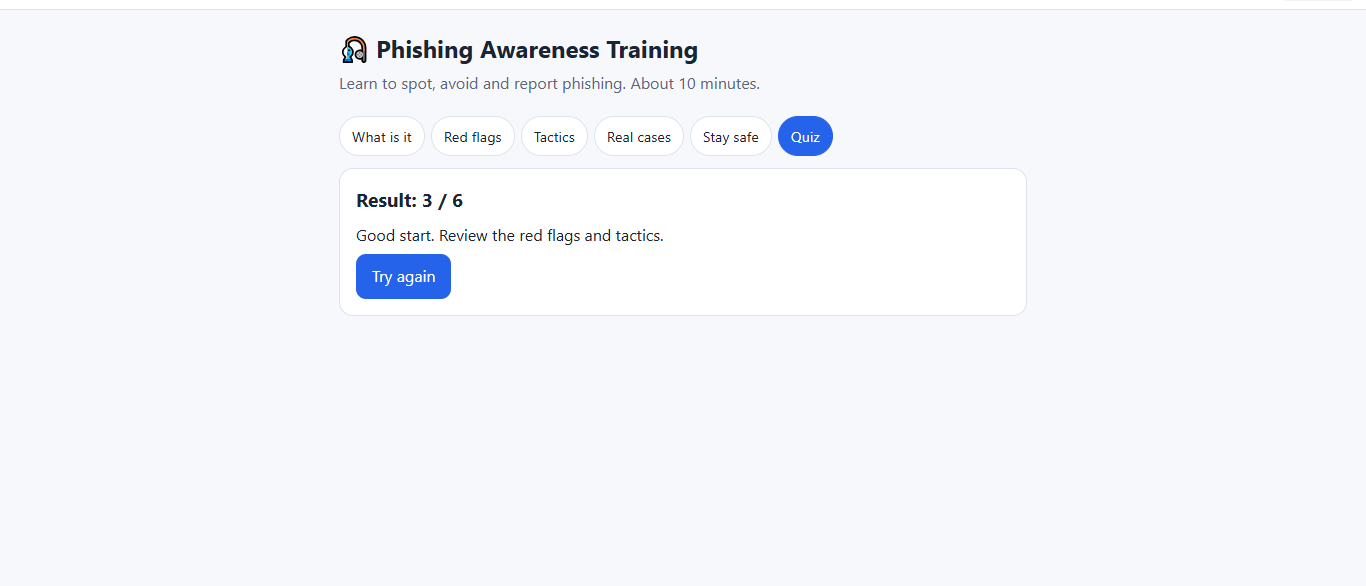 Phishing Awareness Training
Learn to spot, avoid and report phishing. About 10 minutes.
What is it
Red flags
Tactics
Real cases
Stay safe
Quiz
Result: 3 / 6
Good start. Review the red flags and tactics.
Try again